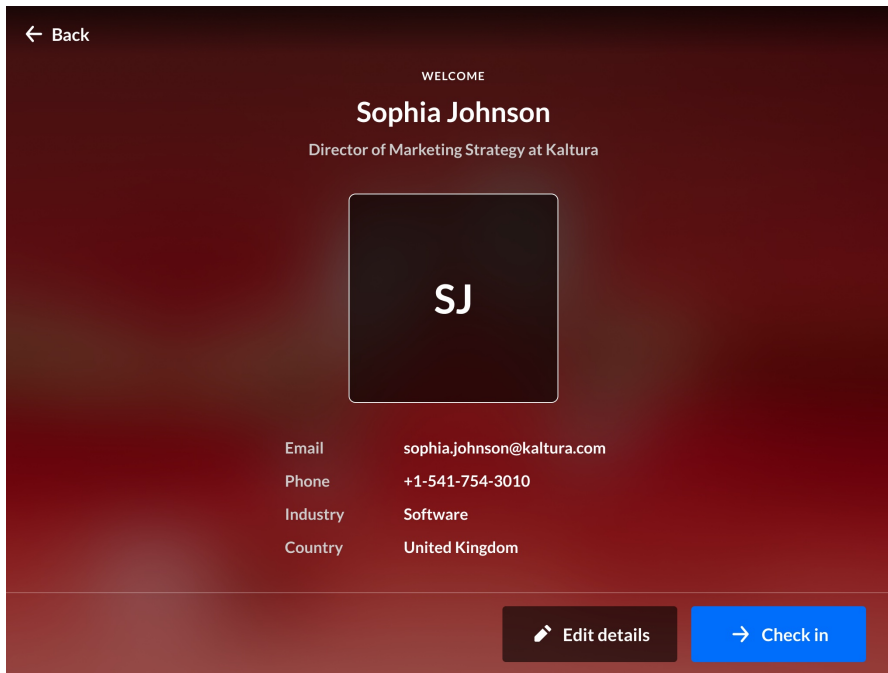 Back
WELCOME
Sophia Johnson
Director of Marketing Strategy at Kaltura
SJ
Email sophia.johnson@kaltura.com
Phone +1-541-754-3010
Industry Software
Country United Kingdom
Edit details Check in